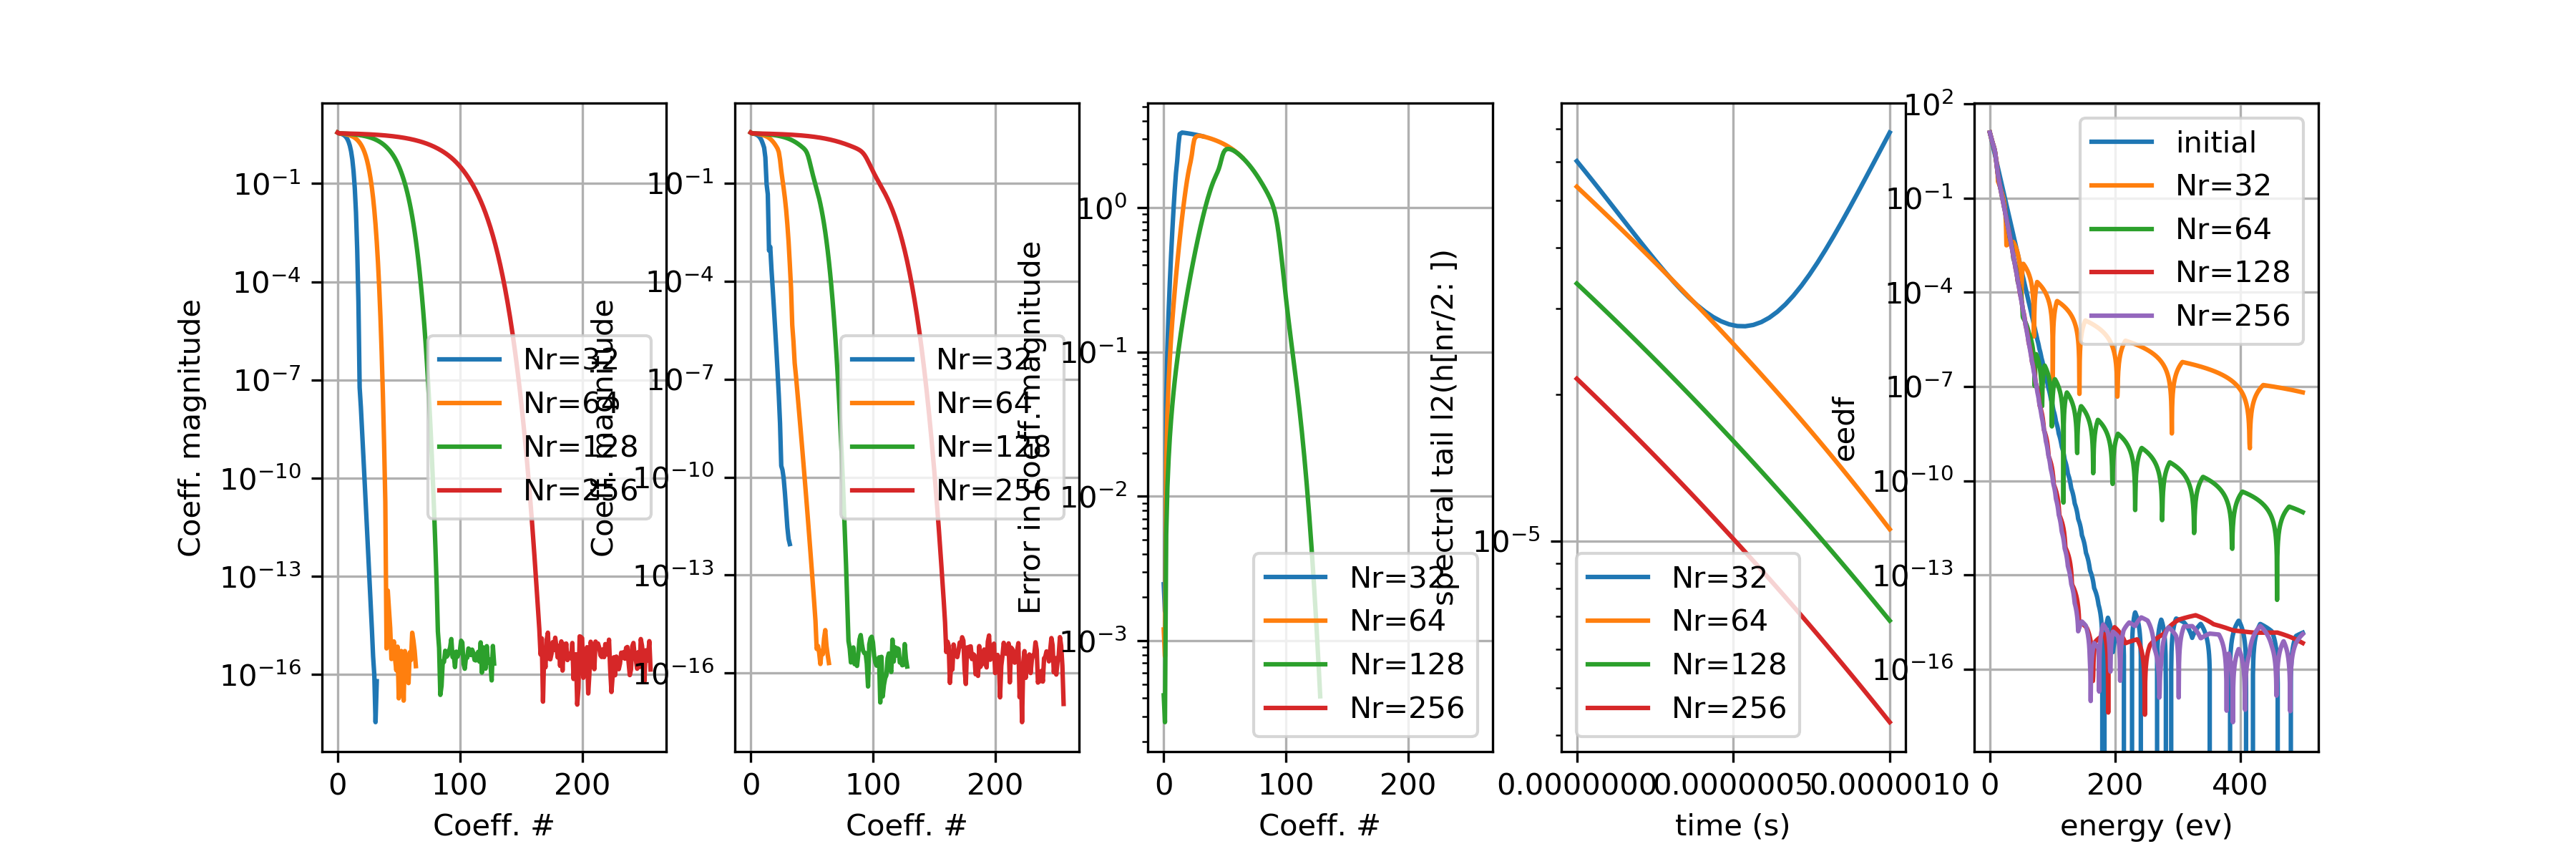 Coeff. magnitude
10⁻¹
10⁻⁴
10⁻⁷
10⁻¹⁰
10⁻¹³
10⁻¹⁶
Nr=32
Nr=64
Nr=128
Nr=256
0
100
200
Coeff. #
Coeff. magnitude
10⁻¹
10⁻⁴
10⁻⁷
10⁻¹⁰
10⁻¹³
10⁻¹⁶
Nr=32
Nr=64
Nr=128
Nr=256
0
100
200
Coeff. #
Error in coeff. magnitude
10⁰
10⁻¹
10⁻²
10⁻³
Nr=32
Nr=64
Nr=128
Nr=256
0
100
200
Coeff. #
spectral tail l2(h[nr/2: ])
10⁻⁵
Nr=32
Nr=64
Nr=128
Nr=256
0.0000000
0.0000005
0.0000010
time (s)
eedf
10²
10⁻¹
10⁻⁴
10⁻⁷
10⁻¹⁰
10⁻¹³
10⁻¹⁶
initial
Nr=32
Nr=64
Nr=128
Nr=256
0
200
400
energy (ev)